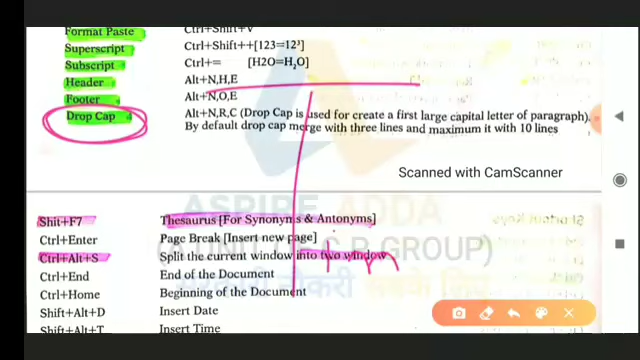 Format Paste Ctrl+Shift+V
Superscript Ctrl+Shift++[123=12³]
Subscript Ctrl+= [H2O=H₂O]
Header Alt+N,H,E
Footer Alt+N,O,E
Drop Cap Alt+N,R,C (Drop Cap is used for create a first large capital letter of paragraph).
By default drop cap merge with three lines and maximum it with 10 lines
Scanned with CamScanner
Shit+F7 Thesaurus [For Synonyms & Antonyms]
Ctrl+Enter Page Break [Insert new page]
Ctrl+Alt+S Split the current window into two window
Ctrl+End End of the Document
Ctrl+Home Beginning of the Document
Shift+Alt+D Insert Date
Shift+Alt+T Insert Time